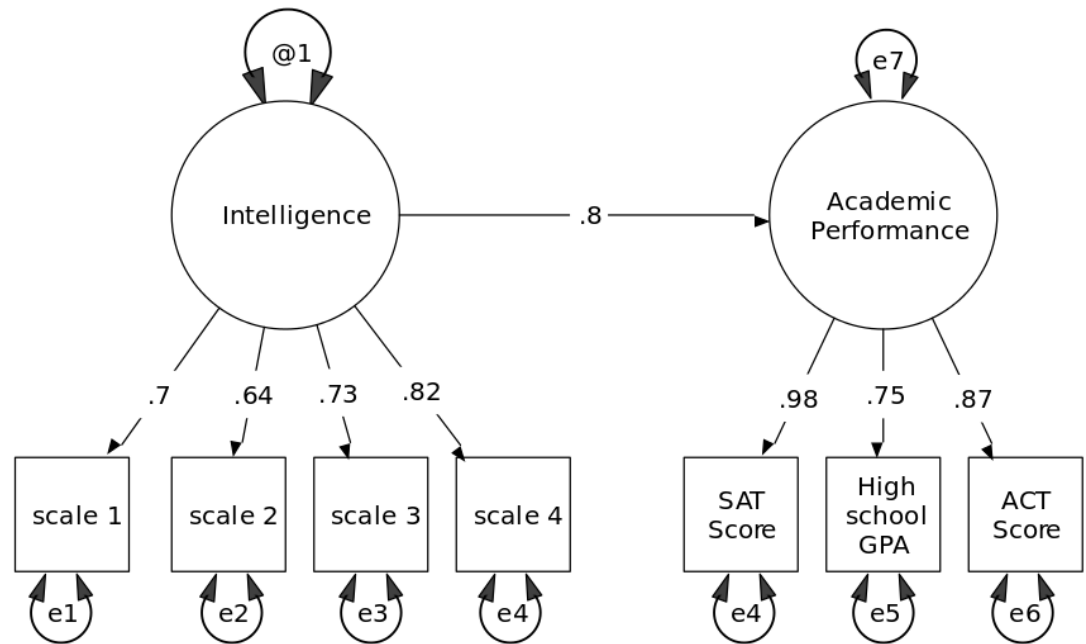 @1
e7
Intelligence
.8
Academic
Performance
.7
.64
.73
.82
.98
.75
.87
scale 1
scale 2
scale 3
scale 4
SAT
Score
High
school
GPA
ACT
Score
e1
e2
e3
e4
e4
e5
e6